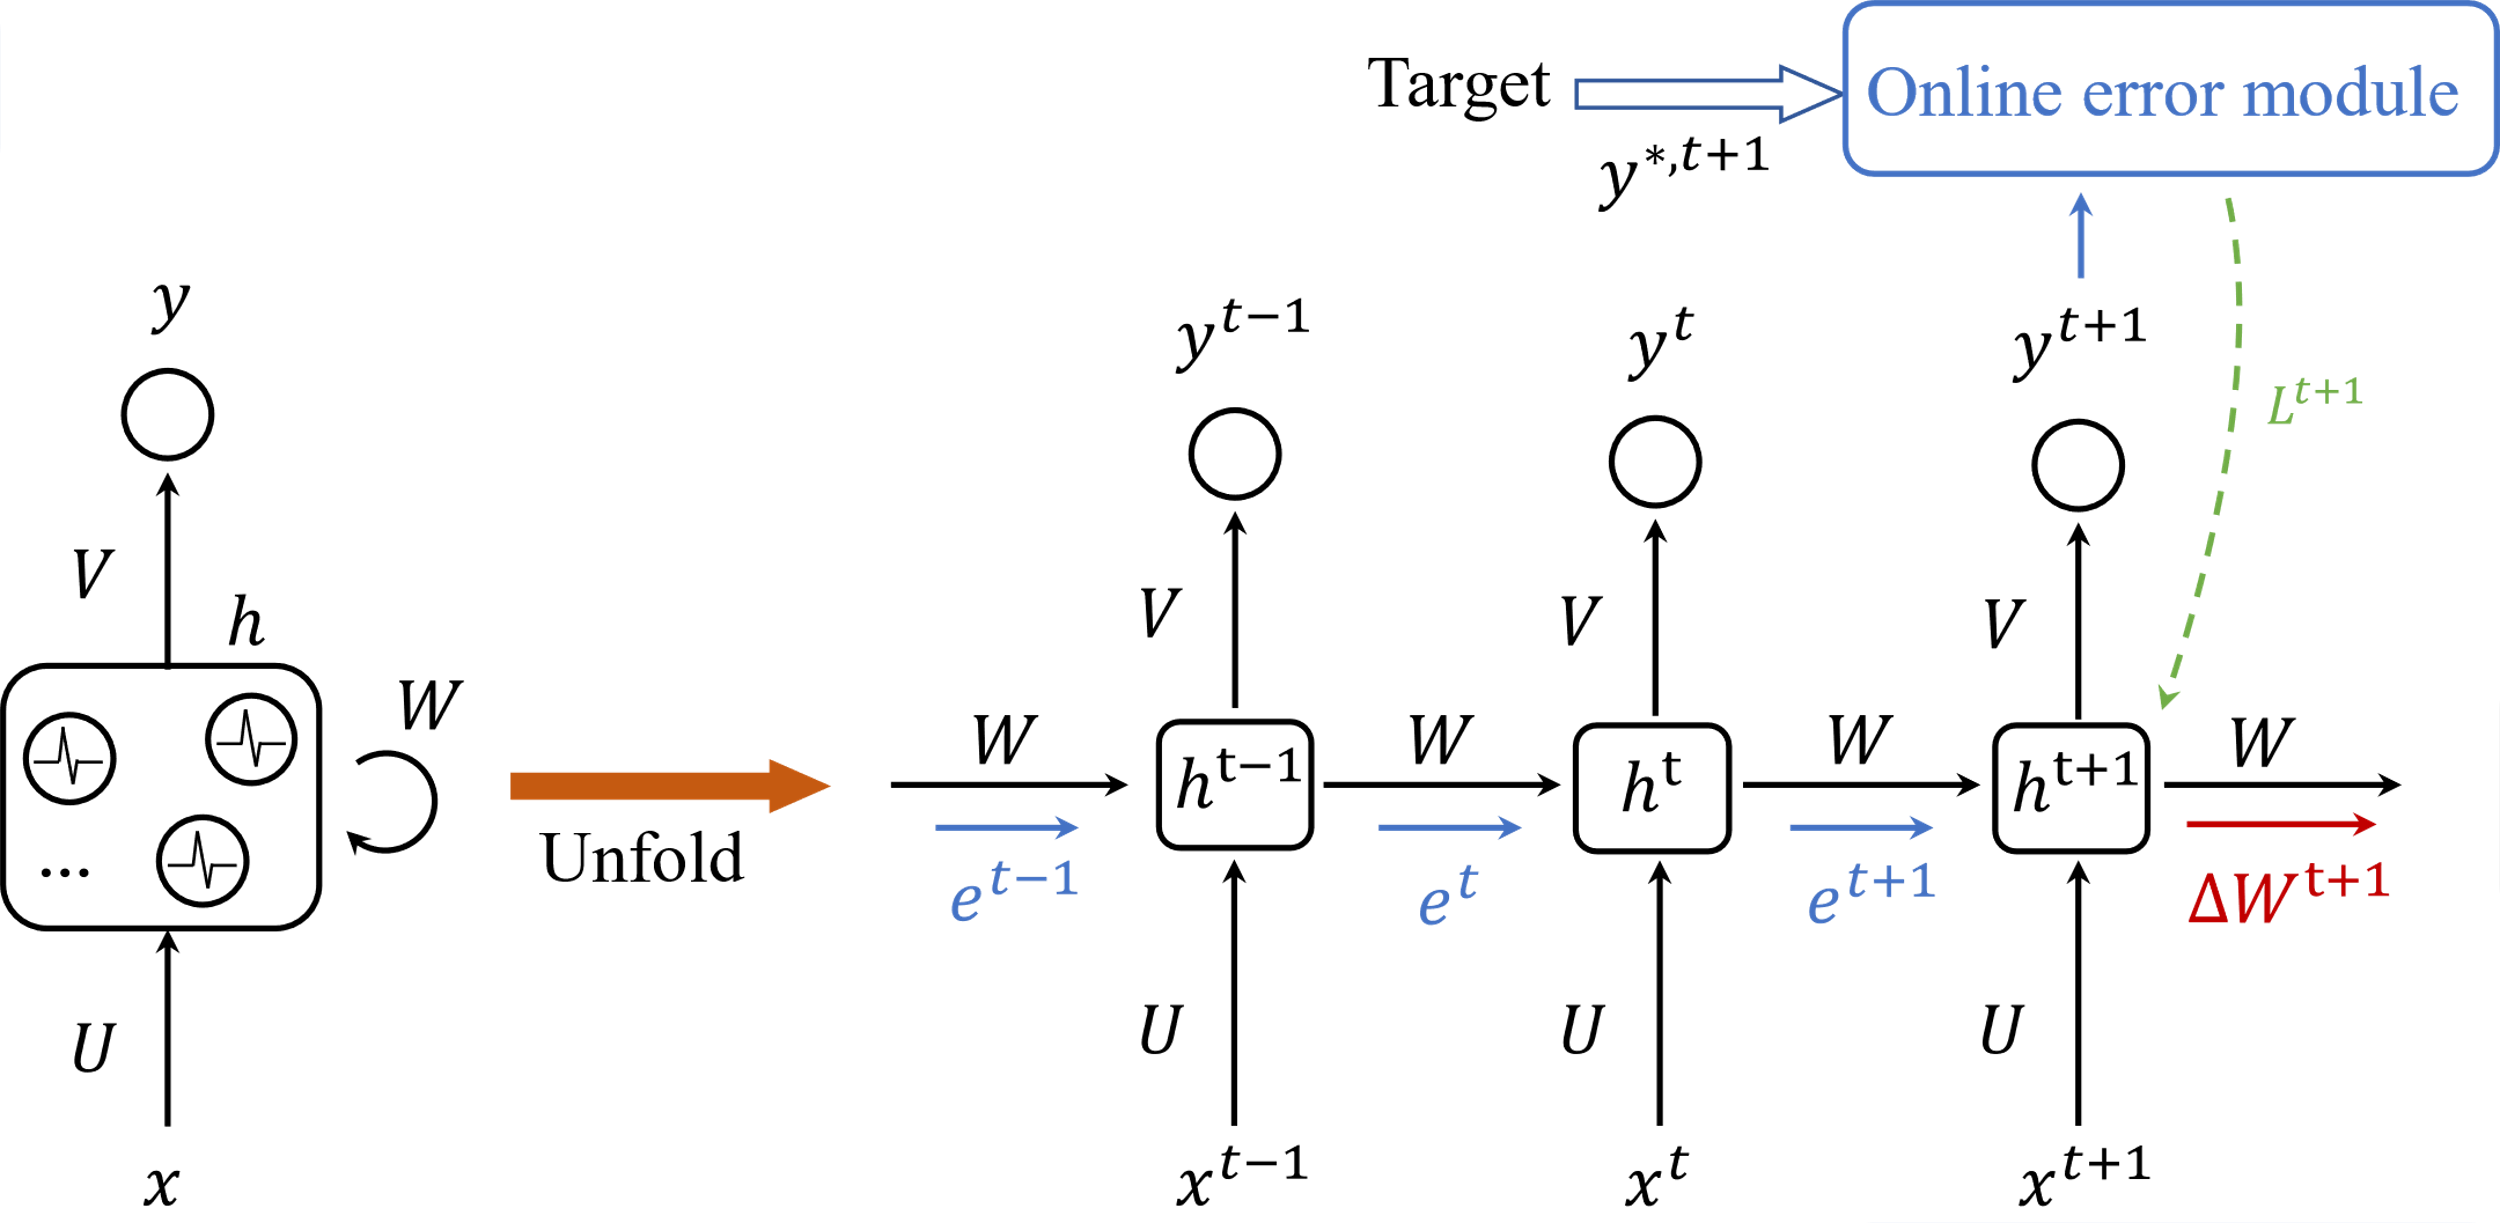 Target
Online error module
y*,t+1
y
yt−1
yt
yt+1
Lt+1
V
h
V
V
V
W
W
W
W
W
ht−1
ht
ht+1
...
Unfold
et−1
et
et+1
ΔWt+1
U
U
U
U
x
xt−1
xt
xt+1